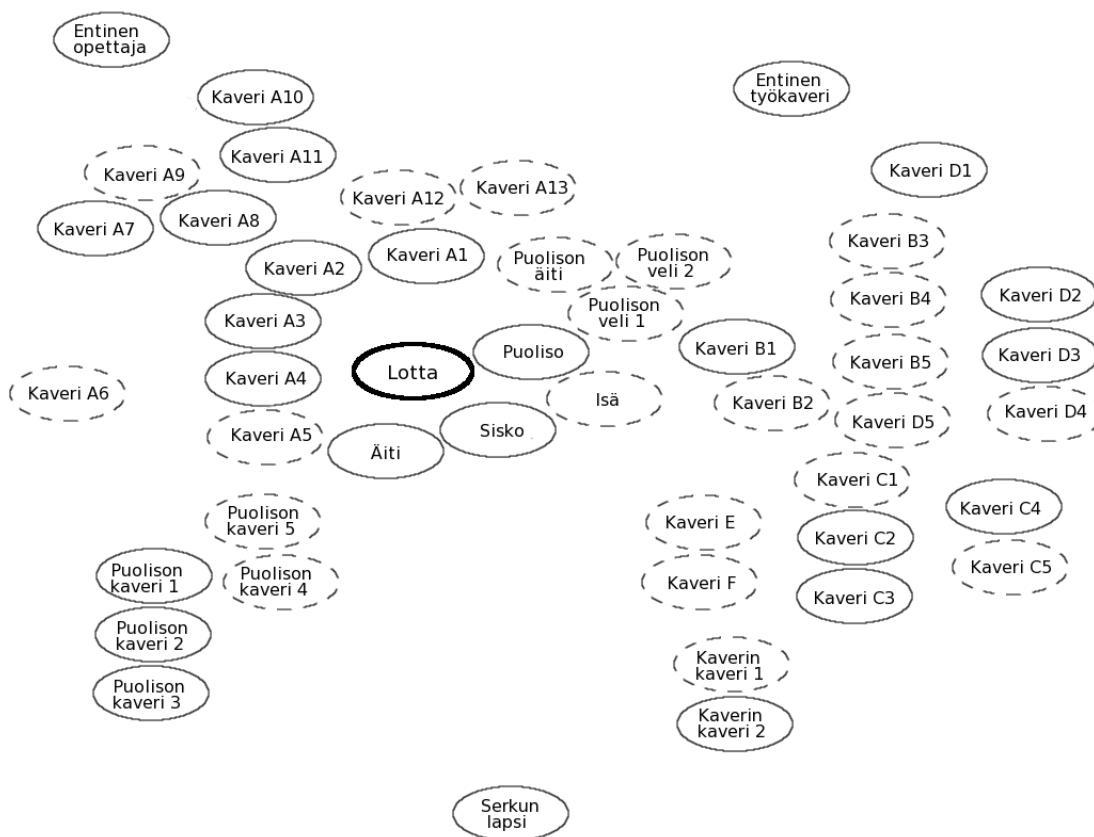 Entinen
opettaja
Kaveri A10
Entinen
työkaveri
Kaveri A11
Kaveri A9
Kaveri D1
Kaveri A13
Kaveri A12
Kaveri A8
Kaveri A7
Kaveri B3
Kaveri A1
Puolison
äiti
Puolison
veli 2
Kaveri A2
Kaveri B4
Kaveri D2
Puolison
veli 1
Kaveri A3
Kaveri B1
Puoliso
Kaveri D3
Kaveri B5
Lotta
Kaveri A4
Kaveri A6
Isä
Kaveri B2
Kaveri D4
Kaveri D5
Sisko
Kaveri A5
Äiti
Kaveri C1
Kaveri C4
Puolison
kaveri 5
Kaveri E
Kaveri C2
Kaveri C5
Puolison
kaveri 1
Puolison
kaveri 4
Kaveri F
Kaveri C3
Puolison
kaveri 2
Kaverin
kaveri 1
Puolison
kaveri 3
Kaverin
kaveri 2
Serkun
lapsi